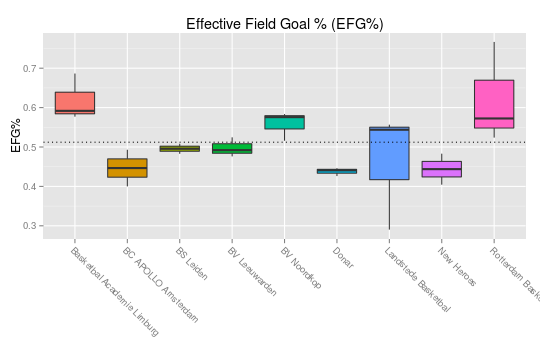 Effective Field Goal % (EFG%)
EFG%
0.7
0.6
0.5
0.4
0.3
Basketbal Academie Limburg
BC APOLLO Amsterdam
BS Leiden
BV Leeuwarden
BV Noordkop
Donar
Landstede Basketbal
New Heroes
Rotterdam